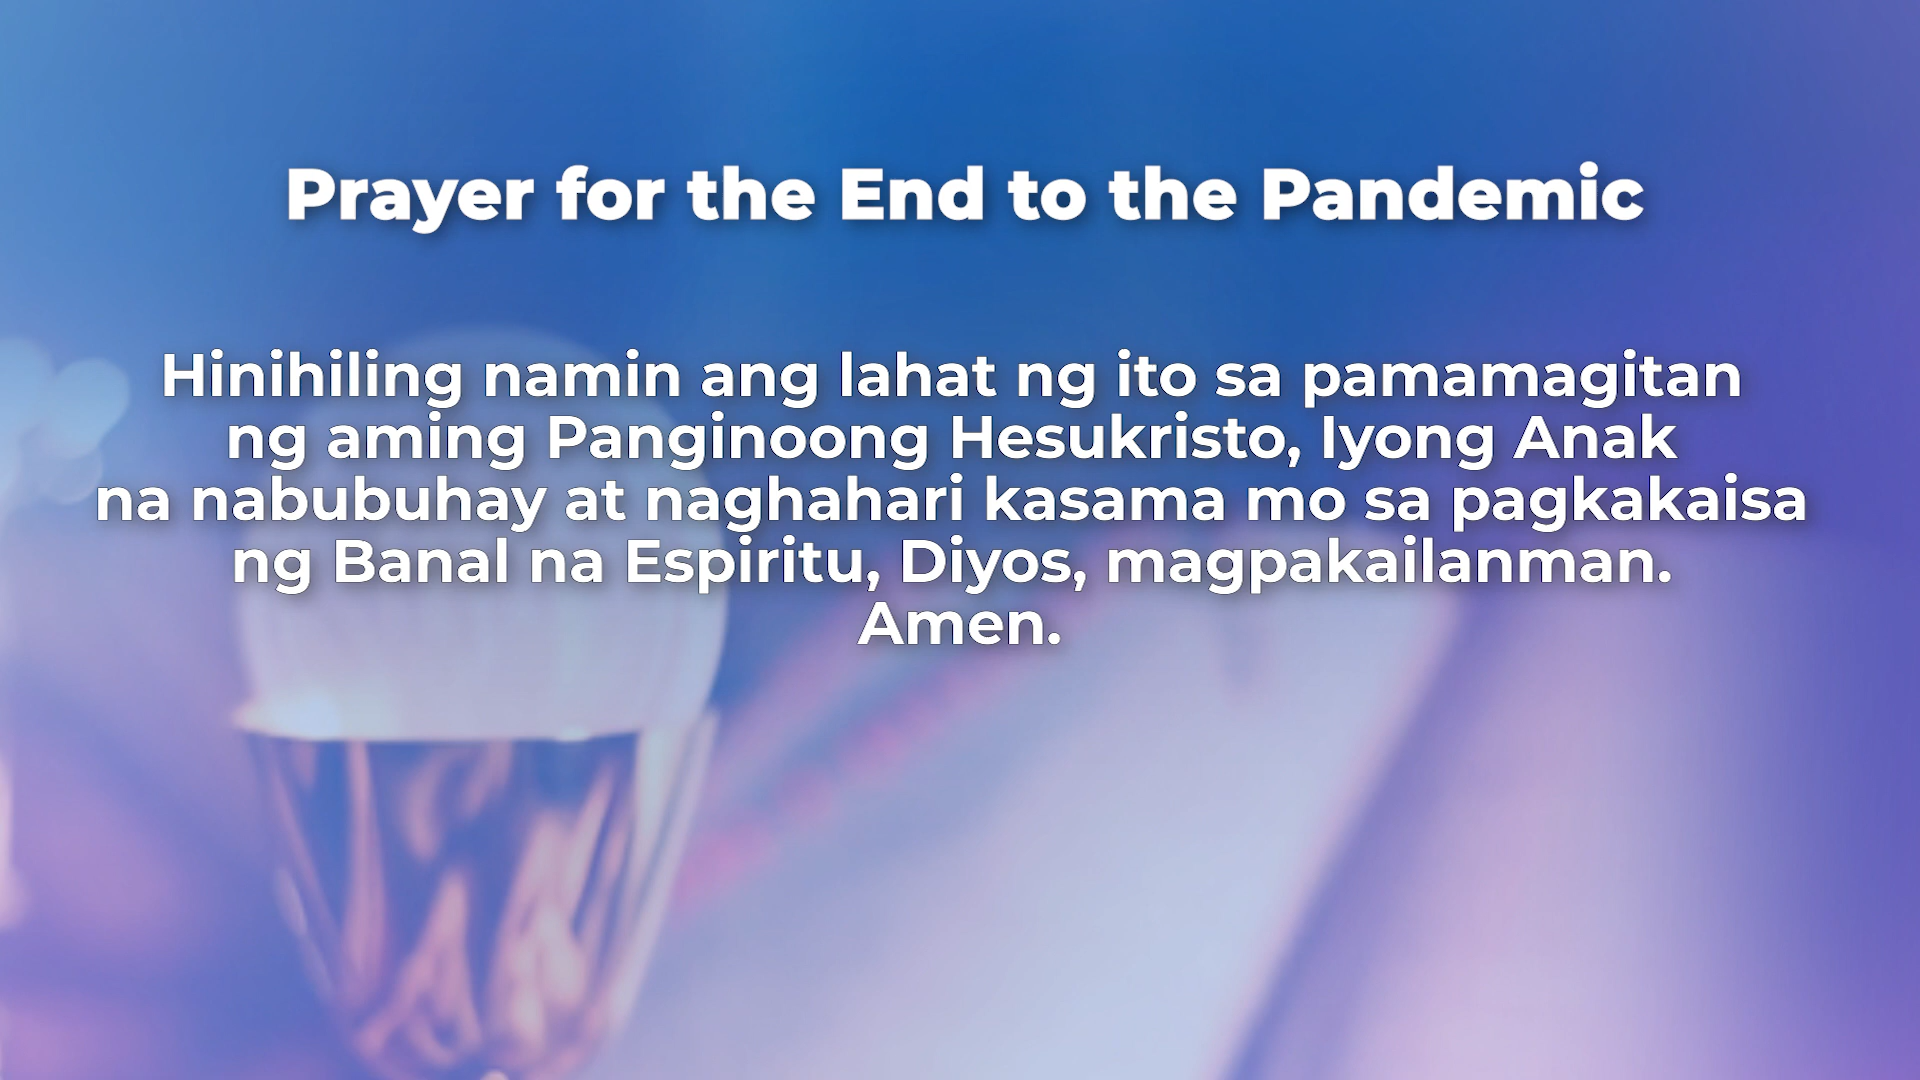 Prayer for the End to the Pandemic
Hinihiling namin ang lahat ng ito sa pamamagitan
ng aming Panginoong Hesukristo, Iyong Anak
na nabubuhay at naghahari kasama mo sa pagkakaisa
ng Banal na Espiritu, Diyos, magpakailanman.
Amen.